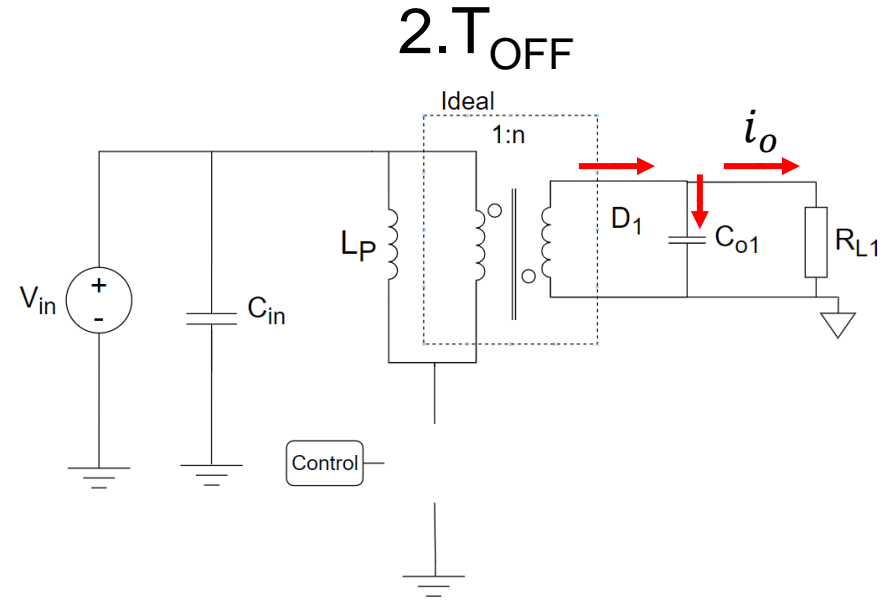 2.TOFF
Ideal
1:n
io
D1
LP
Co1
RL1
Vin
+
-
Cin
Control